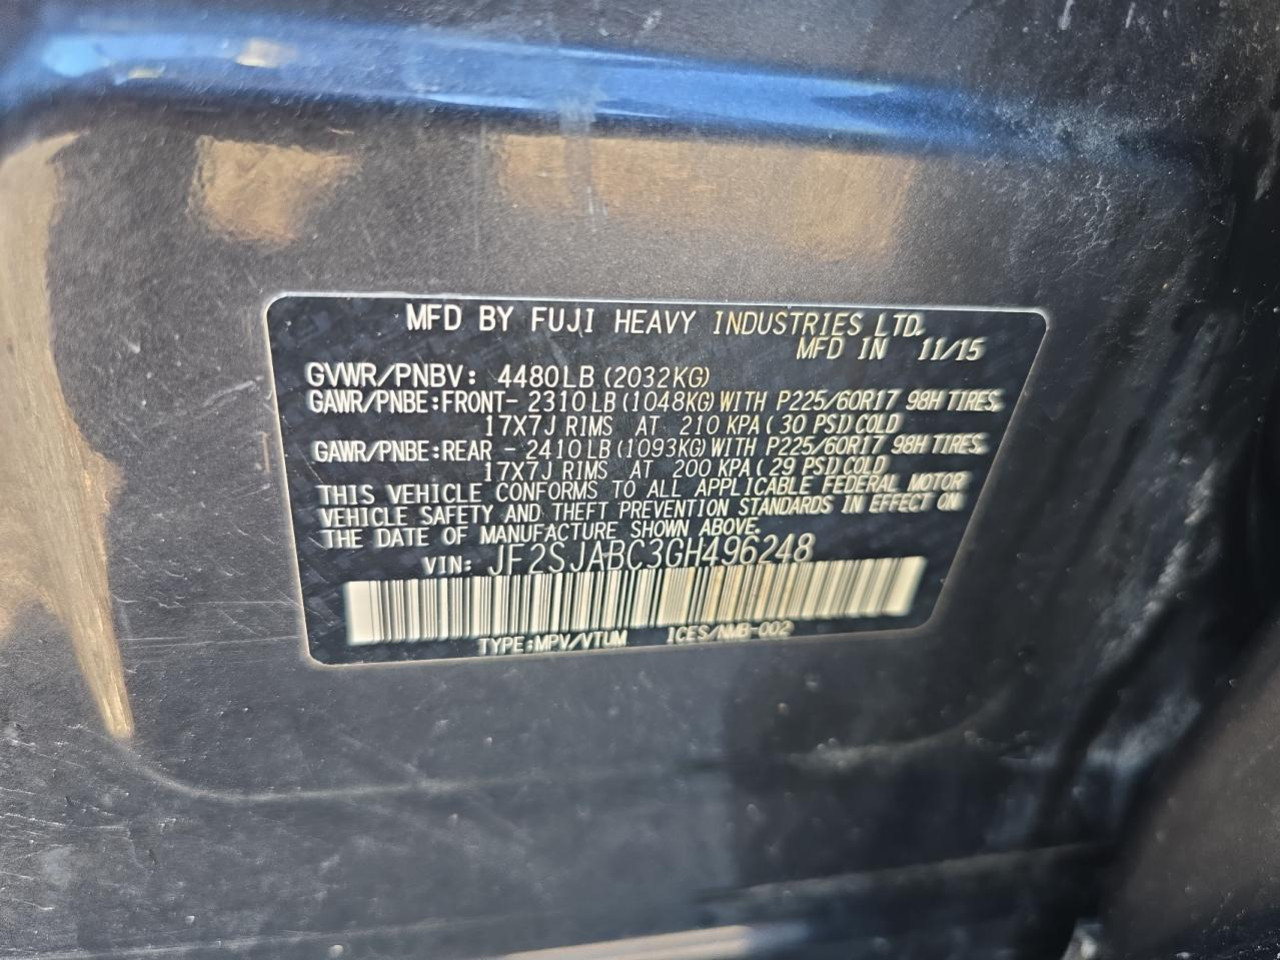 MFD BY FUJI HEAVY INDUSTRIES LTD.
MFD IN 11/15
GVWR/PNBV: 4480LB (2032KG)
GAWR/PNBE:FRONT- 2310LB (1048KG) WITH P225/60R17 98H TIRES,
17X7J RIMS AT 210 KPA (30 PSI) COLD
GAWR/PNBE:REAR - 2410LB (1093KG) WITH P225/60R17 98H TIRES,
17X7J RIMS AT 200 KPA (29 PSI) COLD
THIS VEHICLE CONFORMS TO ALL APPLICABLE FEDERAL MOTOR
VEHICLE SAFETY AND THEFT PREVENTION STANDARDS IN EFFECT ON
THE DATE OF MANUFACTURE SHOWN ABOVE.
VIN: JF2SJABC3GH496248
TYPE:MPV/VTUM ICES/NMB-002